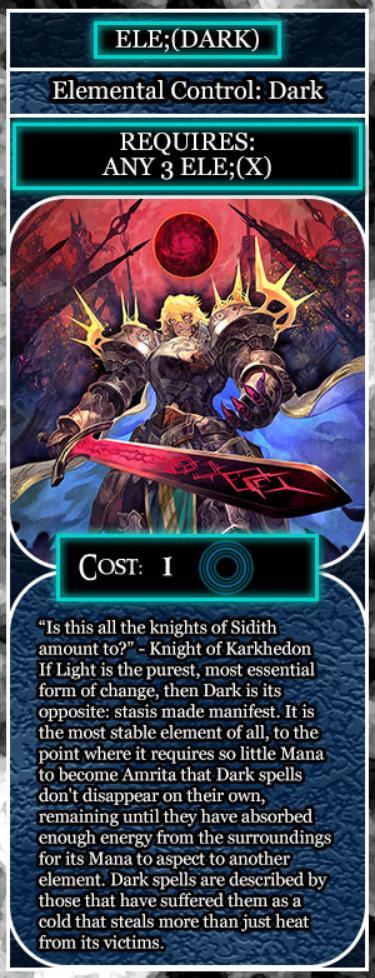 ELE;(DARK)
Elemental Control: Dark
REQUIRES:
ANY 3 ELE;(X)
Cost: 1
“Is this all the knights of Sidith
amount to?” - Knight of Karkhedon
If Light is the purest, most essential
form of change, then Dark is its
opposite: stasis made manifest. It is
the most stable element of all, to the
point where it requires so little Mana
to become Amrita that Dark spells
don't disappear on their own,
remaining until they have absorbed
enough energy from the surroundings
for its Mana to aspect to another
element. Dark spells are described by
those that have suffered them as a
cold that steals more than just heat
from its victims.